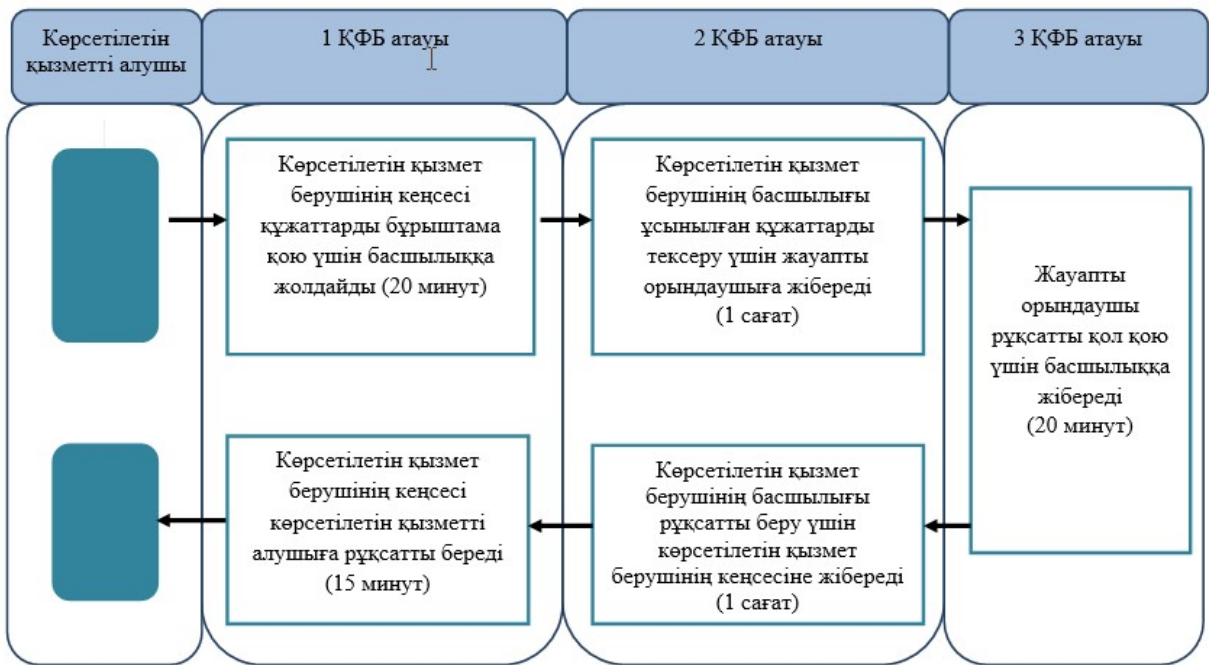 Көрсетілетін
қызметті алушы
1 ҚФБ атауы
2 ҚФБ атауы
3 ҚФБ атауы
Көрсетілетін қызмет
берушінің кеңсесі
құжаттарды бұрыштама
қою үшін басшылыққа
жолдайды (20 минут)
Көрсетілетін қызмет
берушінің басшылығы
ұсынылған құжаттарды
тексеру үшін жауапты
орындаушыға жібереді
(1 сағат)
Жауапты
орындаушы
рұқсатты қол қою
үшін басшылыққа
жібереді
(20 минут)
Көрсетілетін қызмет
берушінің басшылығы
рұқсатты беру үшін
көрсетілетін қызмет
берушінің кеңсесіне жібереді
(1 сағат)
Көрсетілетін қызмет
берушінің кеңсесі
көрсетілетін қызметті
алушыға рұқсатты береді
(15 минут)